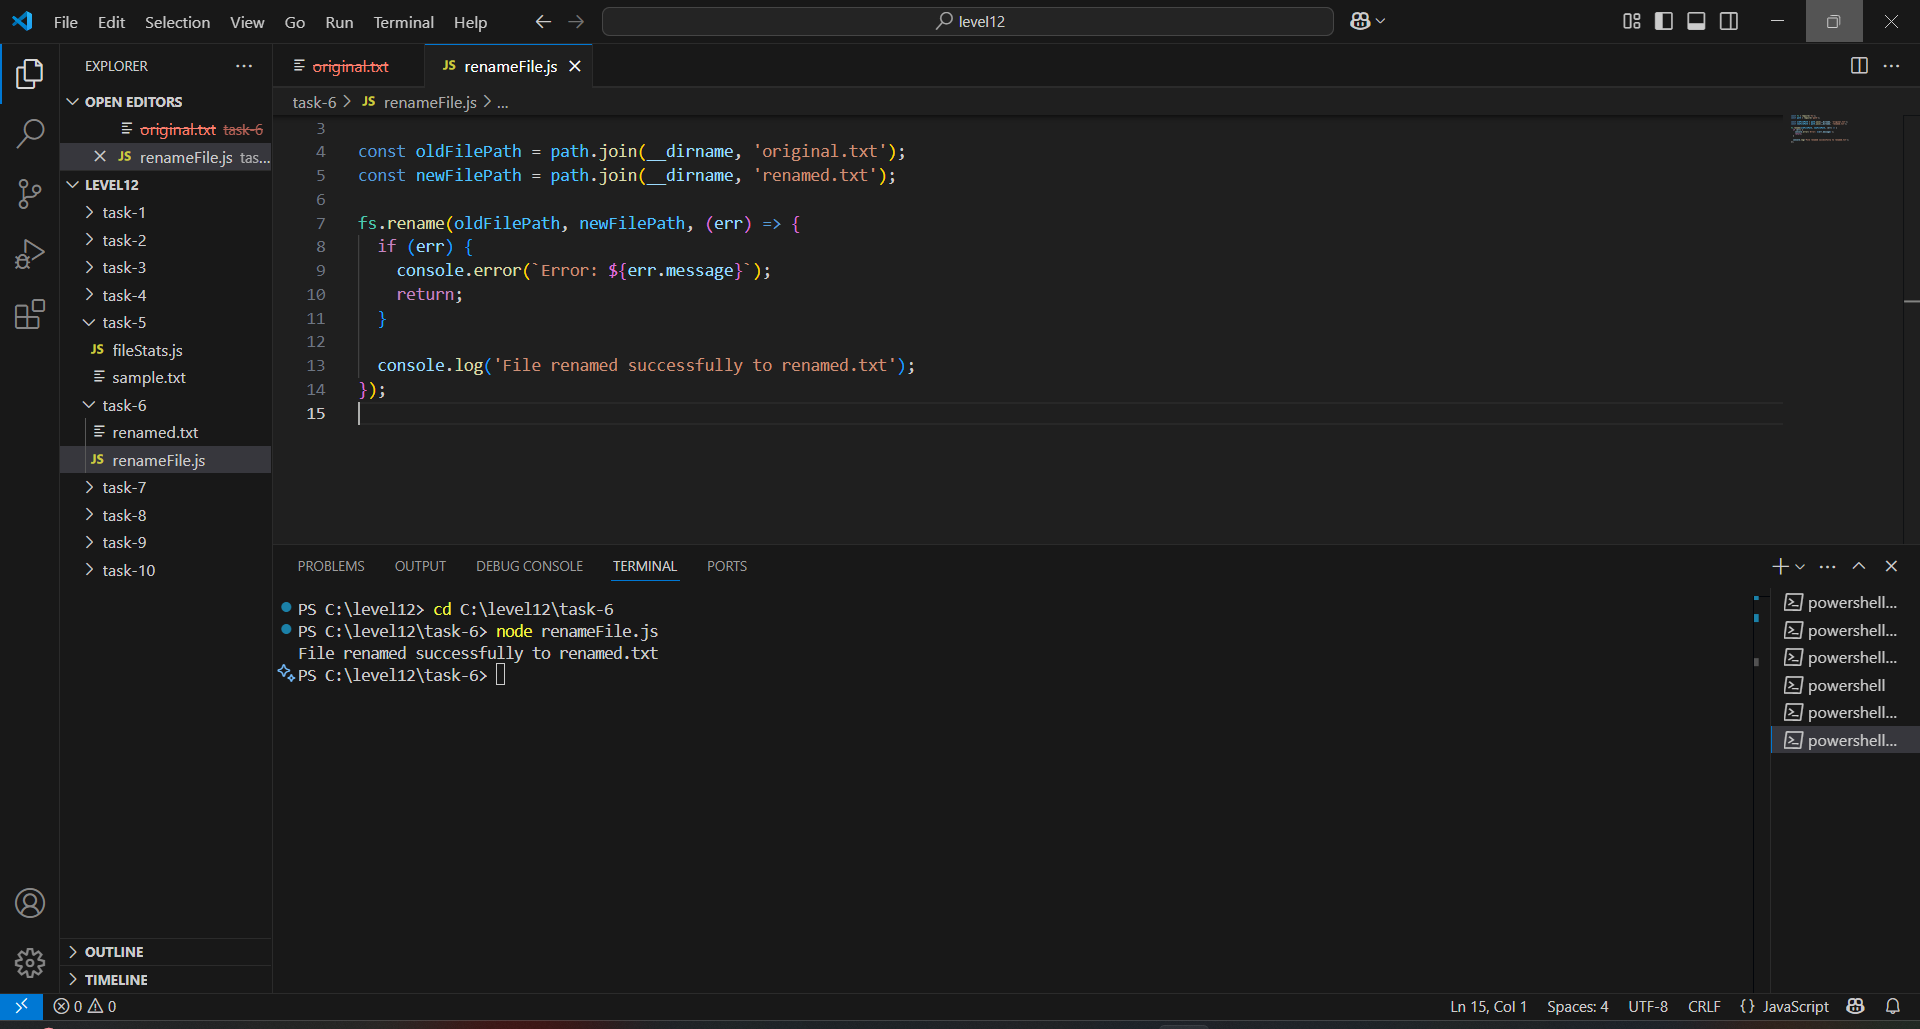 File Edit Selection View Go Run Terminal Help
level12
EXPLORER
OPEN EDITORS
original.txt task-6
JS renameFile.js tas...
LEVEL12
task-1
task-2
task-3
task-4
task-5
JS fileStats.js
sample.txt
task-6
renamed.txt
JS renameFile.js
task-7
task-8
task-9
task-10
OUTLINE
TIMELINE
original.txt
JS renameFile.js
task-6 > JS renameFile.js > ...
3
4 const oldFilePath = path.join(__dirname, 'original.txt');
5 const newFilePath = path.join(__dirname, 'renamed.txt');
6
7 fs.rename(oldFilePath, newFilePath, (err) => {
8 if (err) {
9 console.error(`Error: ${err.message}`);
10 return;
11 }
12
13 console.log('File renamed successfully to renamed.txt');
14 });
15
PROBLEMS OUTPUT DEBUG CONSOLE TERMINAL PORTS
PS C:\level12> cd C:\level12\task-6
PS C:\level12\task-6> node renameFile.js
File renamed successfully to renamed.txt
PS C:\level12\task-6>
powershell...
powershell...
powershell...
powershell
powershell...
powershell...
0 0
Ln 15, Col 1 Spaces: 4 UTF-8 CRLF {} JavaScript